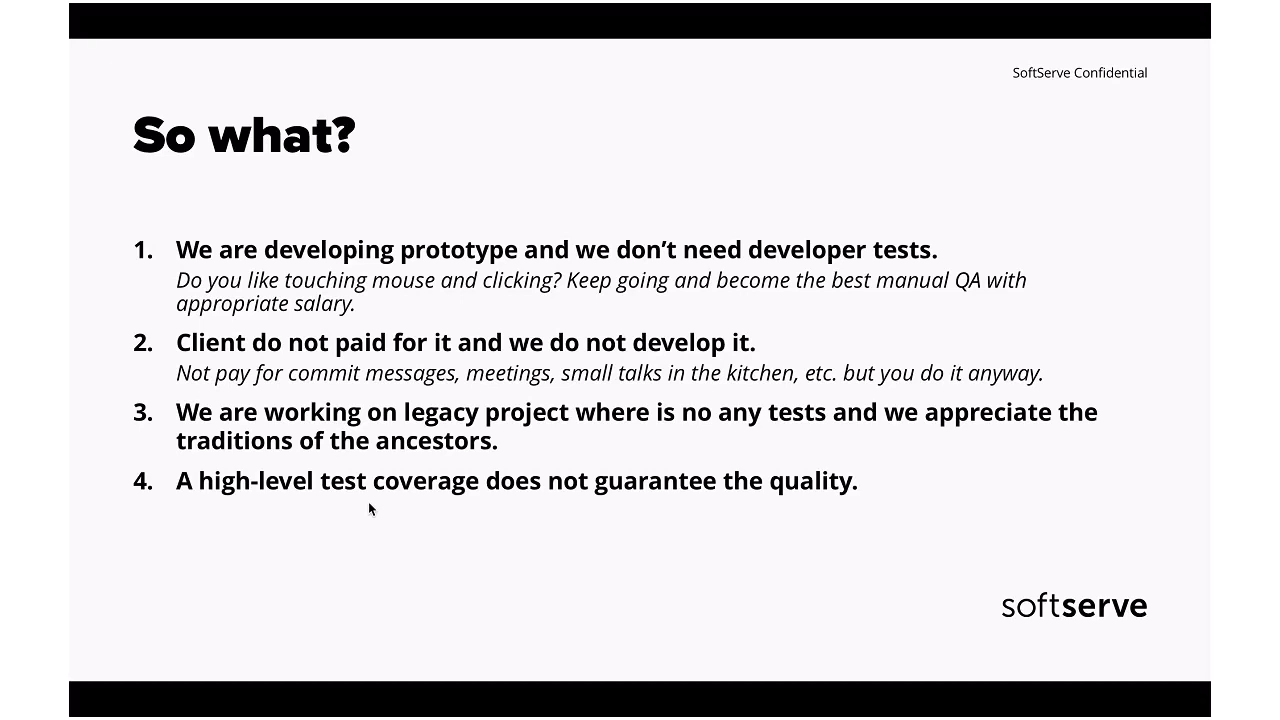 SoftServe Confidential
So what?
1. We are developing prototype and we don’t need developer tests.
Do you like touching mouse and clicking? Keep going and become the best manual QA with
appropriate salary.
2. Client do not paid for it and we do not develop it.
Not pay for commit messages, meetings, small talks in the kitchen, etc. but you do it anyway.
3. We are working on legacy project where is no any tests and we appreciate the
traditions of the ancestors.
4. A high-level test coverage does not guarantee the quality.
softserve